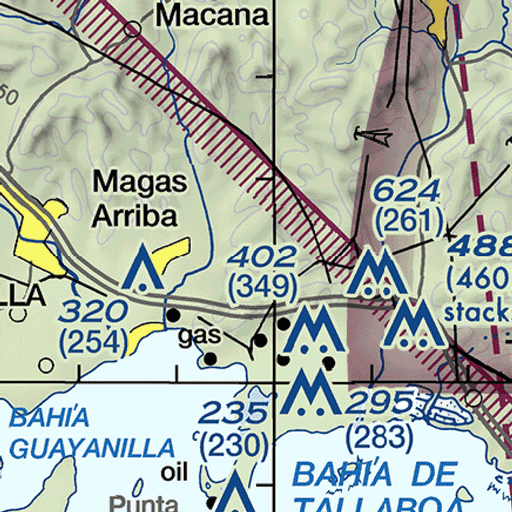 Macana
50
Magas
Arriba
624
(261)
402
(349)
488
(460
stack
LLA
320
(254)
gas
235
(230)
295
(283)
BAHÍA
GUAYANILLA
oil
BAHÍA DE
TALLABOA
Punta